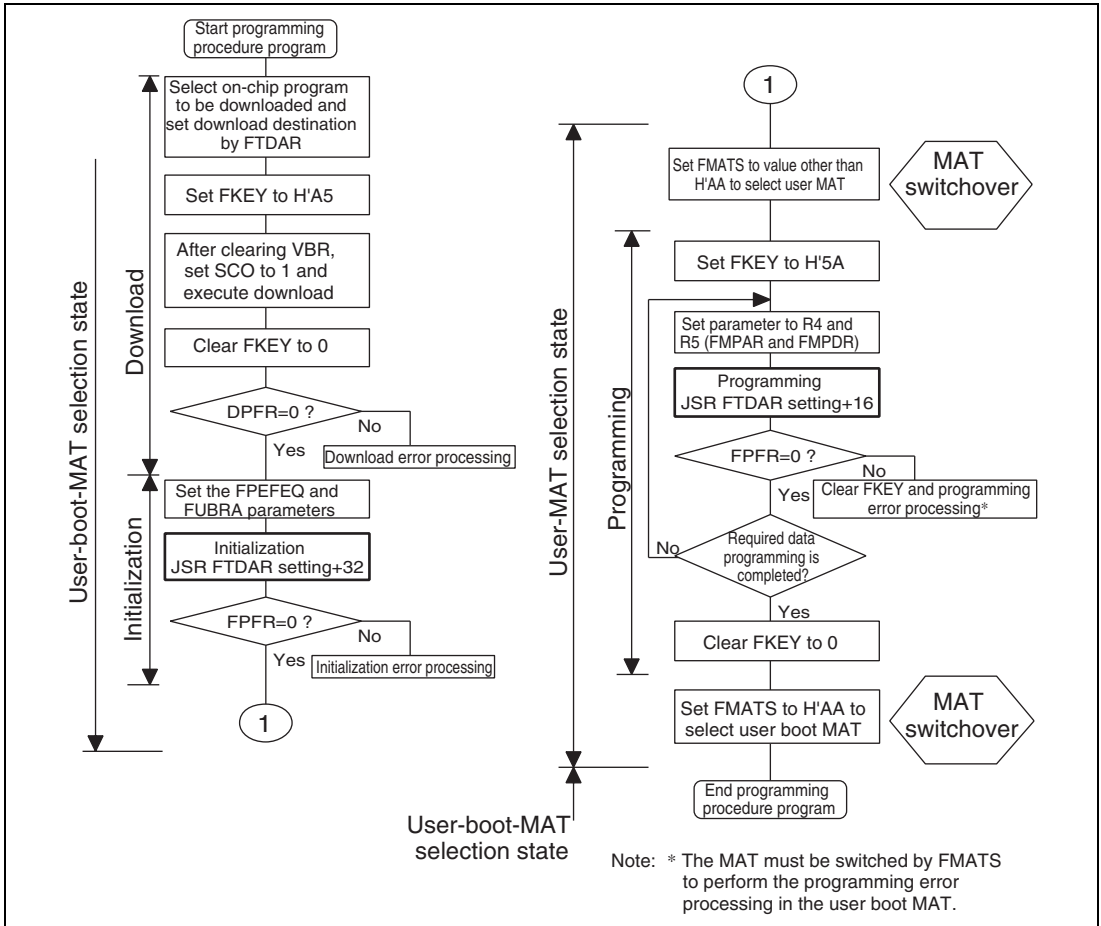 Start programming
procedure program
Select on-chip program
to be downloaded and
set download destination
by FTDAR
Set FKEY to H'A5
After clearing VBR,
set SCO to 1 and
execute download
Clear FKEY to 0
DPFR=0 ?
No
Yes
Download error processing
Set the FPEFEQ and
FUBRA parameters
Initialization
JSR FTDAR setting+32
FPFR=0 ?
No
Yes
Initialization error processing
1
Download
Initialization
User-boot-MAT selection state
1
Set FMATS to value other than
H'AA to select user MAT
MAT
switchover
Set FKEY to H'5A
Set parameter to R4 and
R5 (FMPAR and FMPDR)
Programming
JSR FTDAR setting+16
FPFR=0 ?
No
Yes
Clear FKEY and programming
error processing*
Required data
programming is
completed?
No
Yes
Clear FKEY to 0
Set FMATS to H'AA to
select user boot MAT
MAT
switchover
End programming
procedure program
Programming
User-MAT selection state
User-boot-MAT
selection state
Note: * The MAT must be switched by FMATS
to perform the programming error
processing in the user boot MAT.